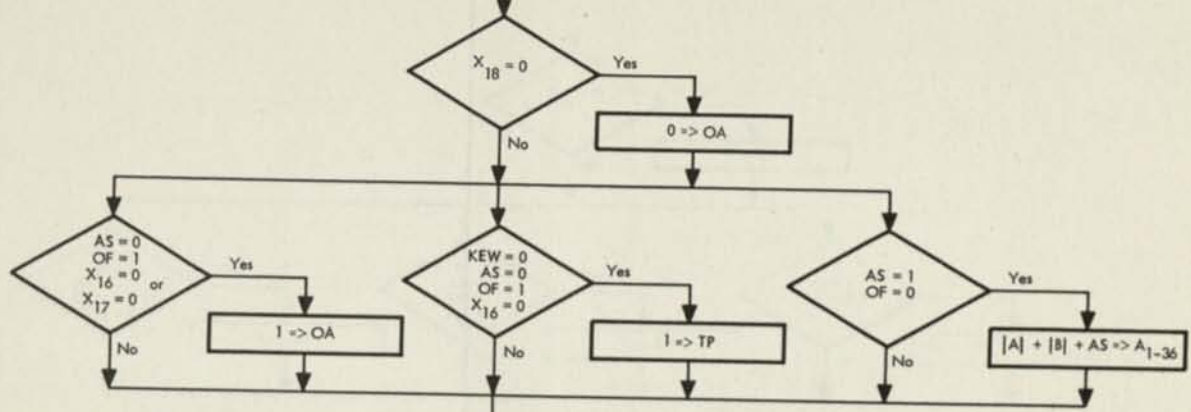 X18 = 0
Yes
0 => OA
No
AS = 0
OF = 1
X16 = 0 or
X17 = 0
Yes
1 => OA
No
KEW = 0
AS = 0
OF = 1
X16 = 0
Yes
1 => TP
No
AS = 1
OF = 0
Yes
|A| + |B| + AS => A1-36
No